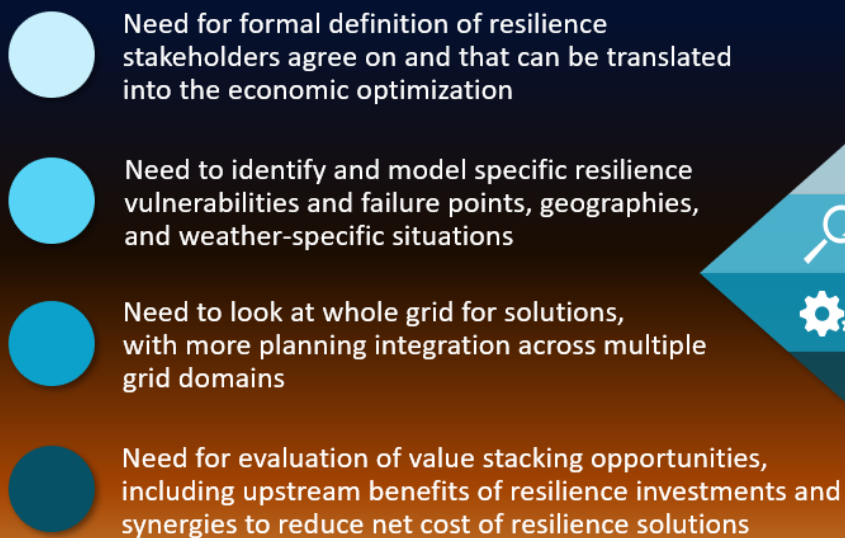 Need for formal definition of resilience
stakeholders agree on and that can be translated
into the economic optimization
Need to identify and model specific resilience
vulnerabilities and failure points, geographies,
and weather-specific situations
Need to look at whole grid for solutions,
with more planning integration across multiple
grid domains
Need for evaluation of value stacking opportunities,
including upstream benefits of resilience investments and
synergies to reduce net cost of resilience solutions